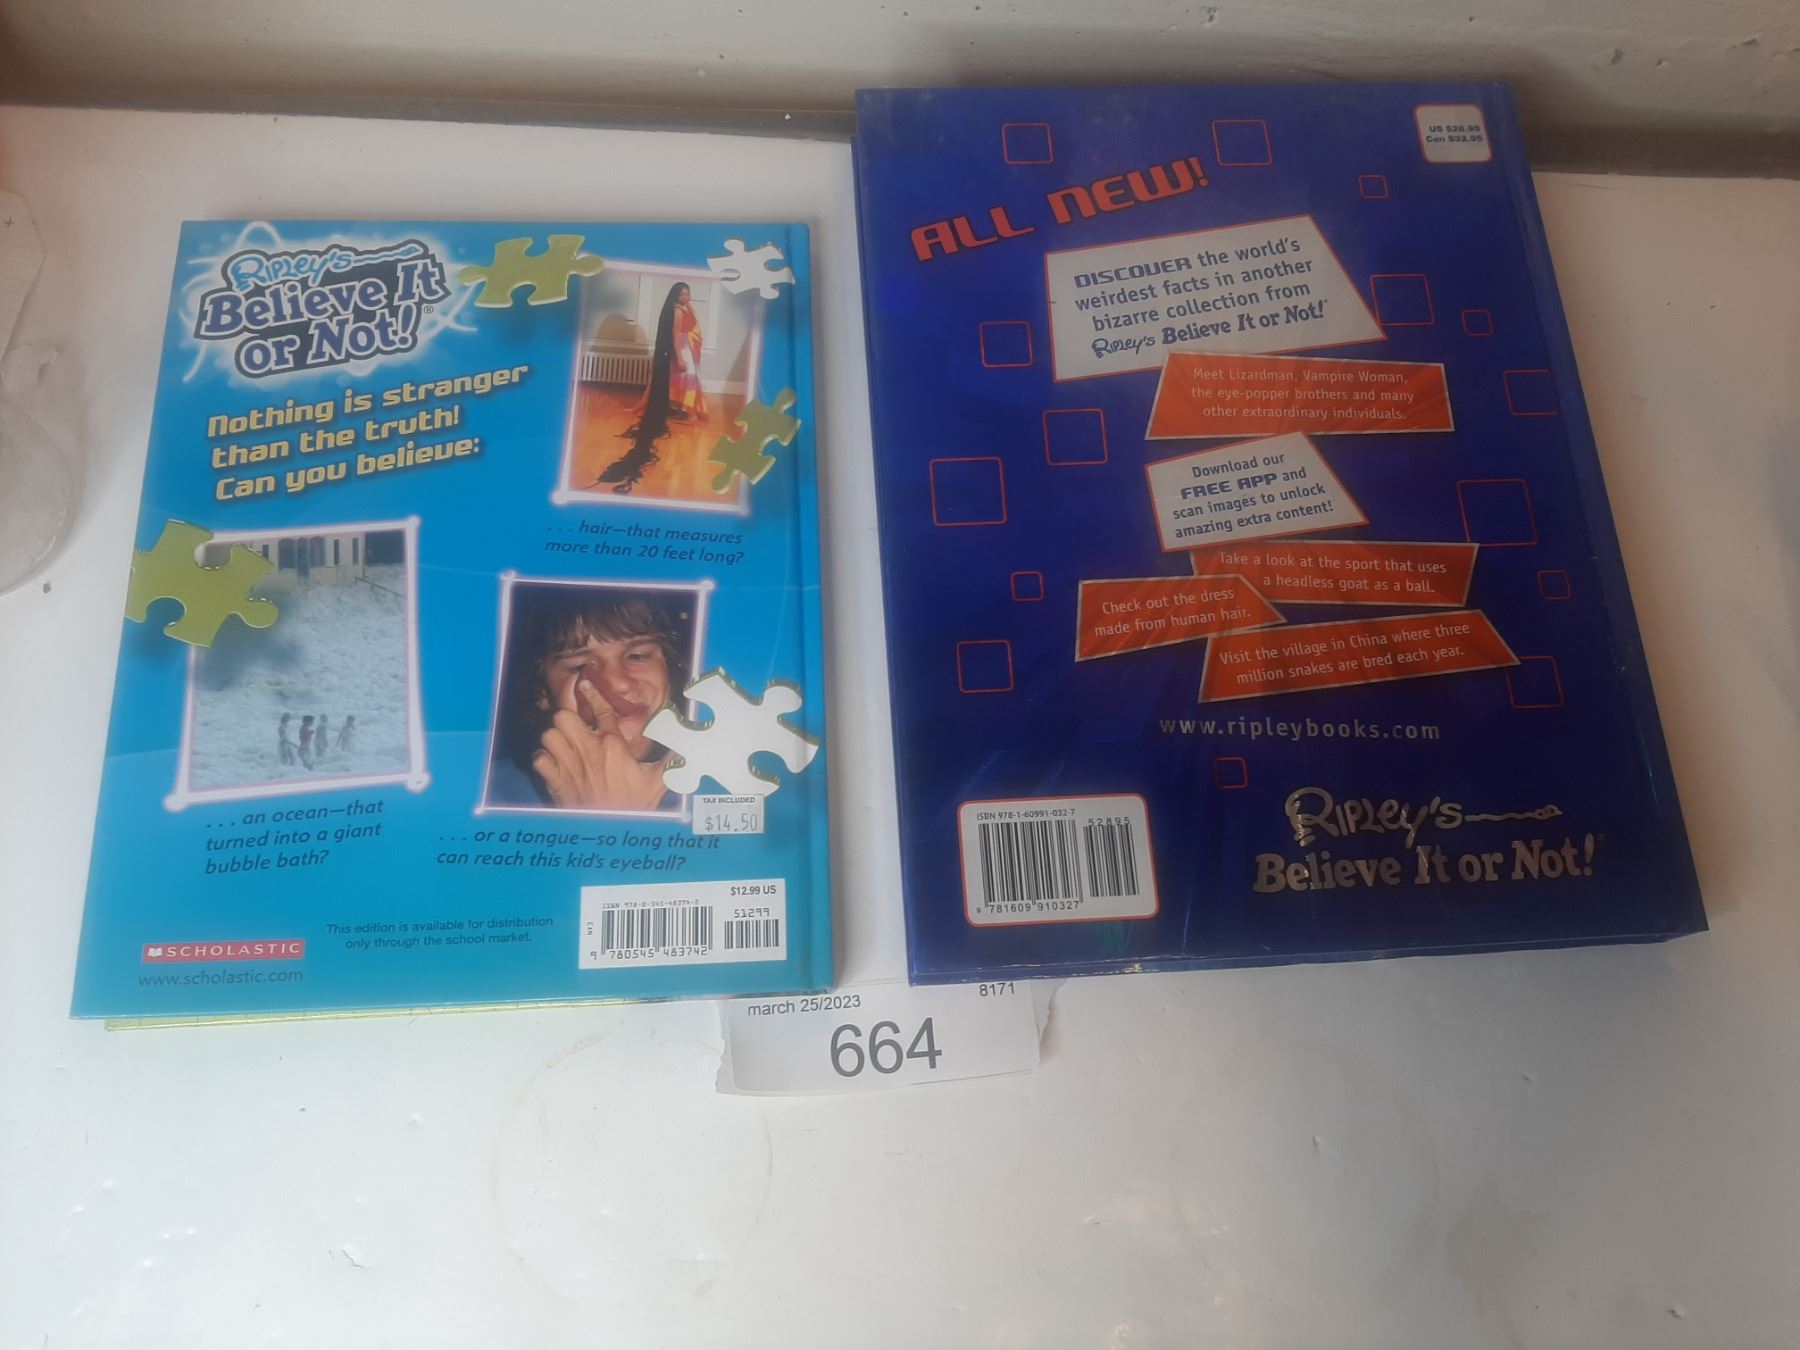 Ripley's
Believe It
or Not!®
Nothing is stranger
than the truth!
Can you believe:
. . . hair—that measures
more than 20 feet long?
. . . an ocean—that
turned into a giant
bubble bath?
. . . or a tongue—so long that it
can reach this kid's eyeball?
TAX INCLUDED
$14.50
This edition is available for distribution
only through the school market.
SCHOLASTIC
www.scholastic.com
$12.99 US
ISBN 978-0-545-48374-2
51299
EAN
9 780545 483742
US $28.95
Can $32.95
ALL NEW!
DISCOVER the world's
weirdest facts in another
bizarre collection from
Ripley's Believe It or Not!®
Meet Lizardman, Vampire Woman,
the eye-popper brothers and many
other extraordinary individuals.
Download our
FREE APP and
scan images to unlock
amazing extra content!
Take a look at the sport that uses
a headless goat as a ball.
Check out the dress
made from human hair.
Visit the village in China where three
million snakes are bred each year.
www.ripleybooks.com
ISBN 978-1-60991-032-7
52895
9 781609 910327
Ripley's
Believe It or Not!®
march 25/2023
8171
664